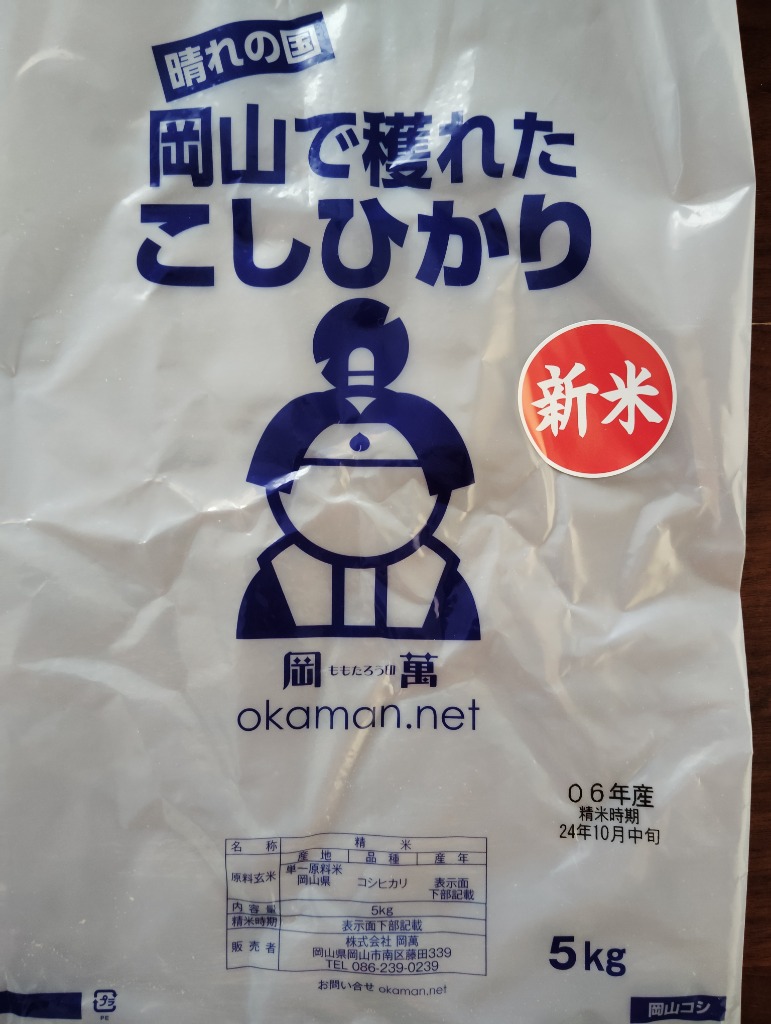 晴れの国
岡山で穫れた
こしひかり
新米
岡 ももたろう印 萬
okaman.net
06年産
精米時期
24年10月中旬
名称 精米
産地 品種 産年
原料玄米 単一原料米 岡山県 コシヒカリ 表示面下部記載
内容量 5kg
精米時期 表示面下部記載
販売者 株式会社 岡萬
岡山県岡山市南区藤田339
TEL 086-239-0239
お問い合せ okaman.net
5kg
プラ
PE
岡山コシ